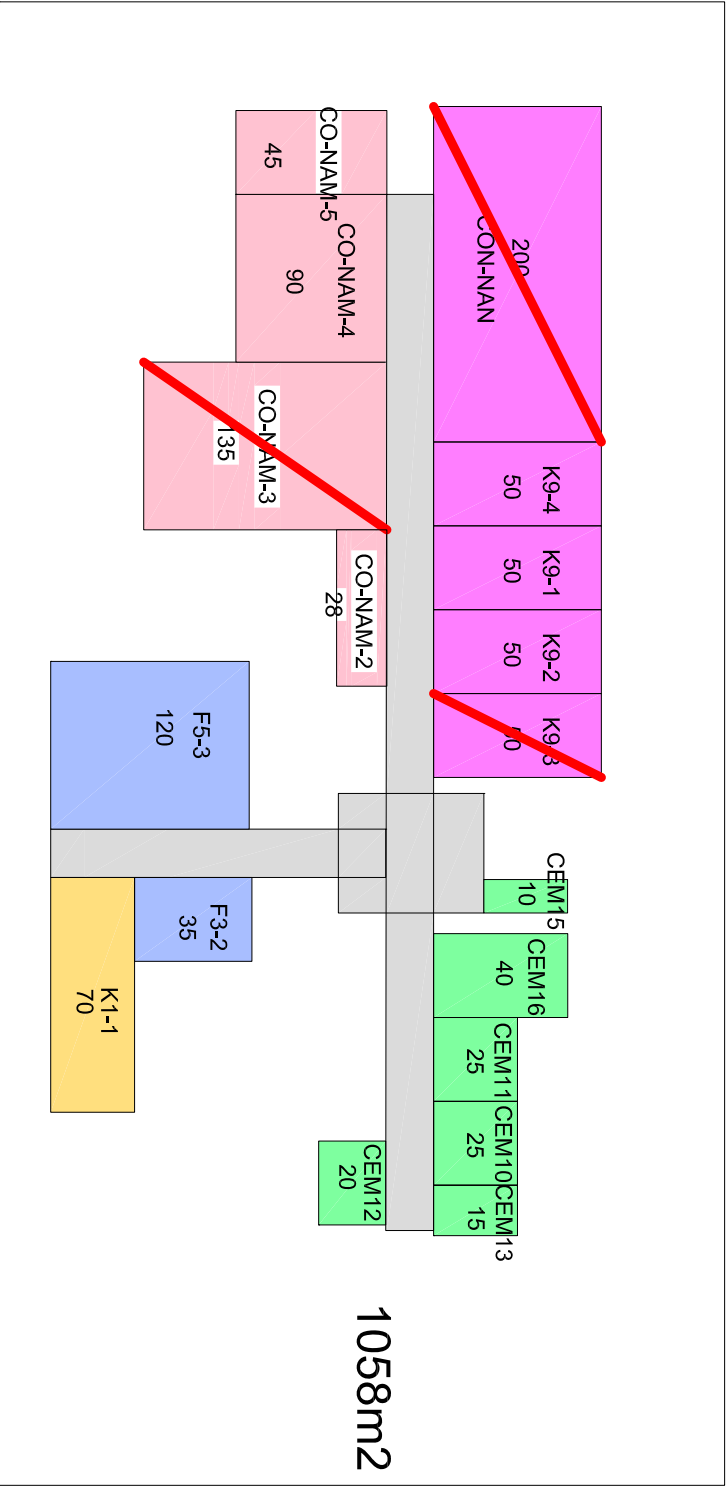 CO-NAM-5
45
CO-NAM-4
90
CO-NAM-3
135
CO-NAM-2
28
200
CON-NAN
K9-4
50
K9-1
50
K9-2
50
K9-3
50
F5-3
120
F3-2
35
K1-1
70
CEM15
10
CEM16
40
CEM11
25
CEM10
25
CEM13
15
CEM12
20
1058m2